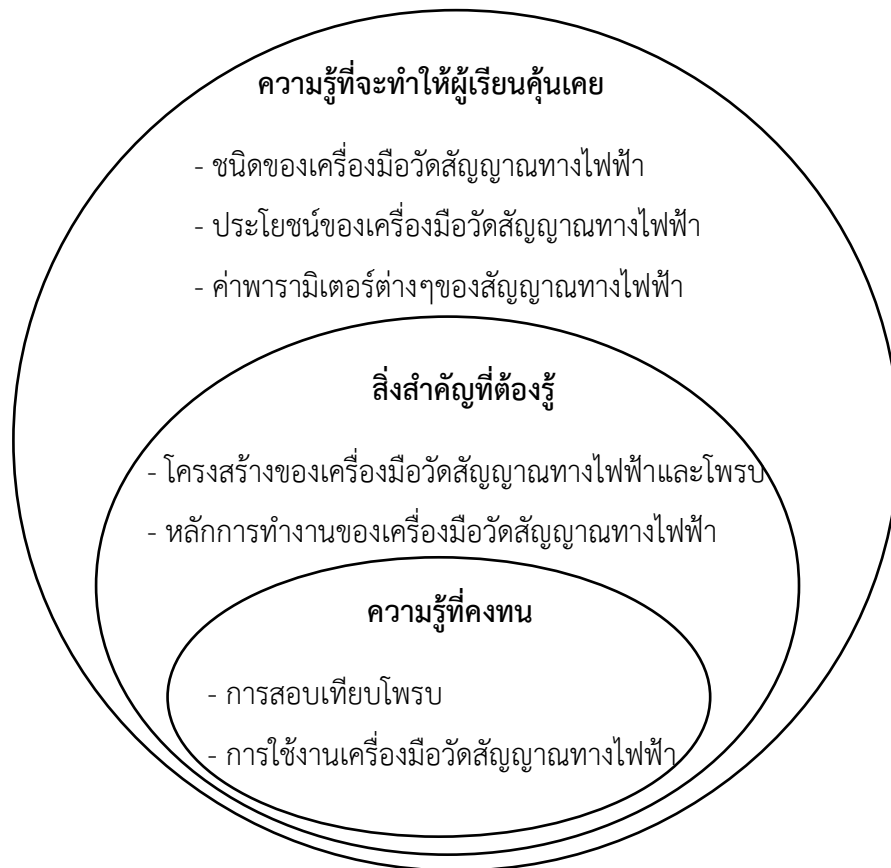 ความรู้ที่จะทำให้ผู้เรียนคุ้นเคย
- ชนิดของเครื่องมือวัดสัญญาณทางไฟฟ้า
- ประโยชน์ของเครื่องมือวัดสัญญาณทางไฟฟ้า
- ค่าพารามิเตอร์ต่างๆของสัญญาณทางไฟฟ้า
สิ่งสำคัญที่ต้องรู้
- โครงสร้างของเครื่องมือวัดสัญญาณทางไฟฟ้าและโพรบ
- หลักการทำงานของเครื่องมือวัดสัญญาณทางไฟฟ้า
ความรู้ที่คงทน
- การสอบเทียบโพรบ
- การใช้งานเครื่องมือวัดสัญญาณทางไฟฟ้า